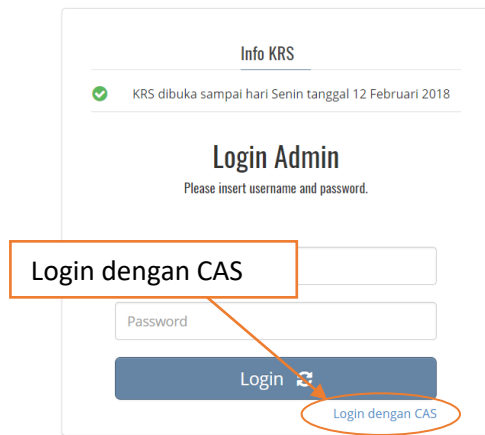 Info KRS
KRS dibuka sampai hari Senin tanggal 12 Februari 2018
Login Admin
Please insert username and password.
Login dengan CAS
Password
Login
Login dengan CAS